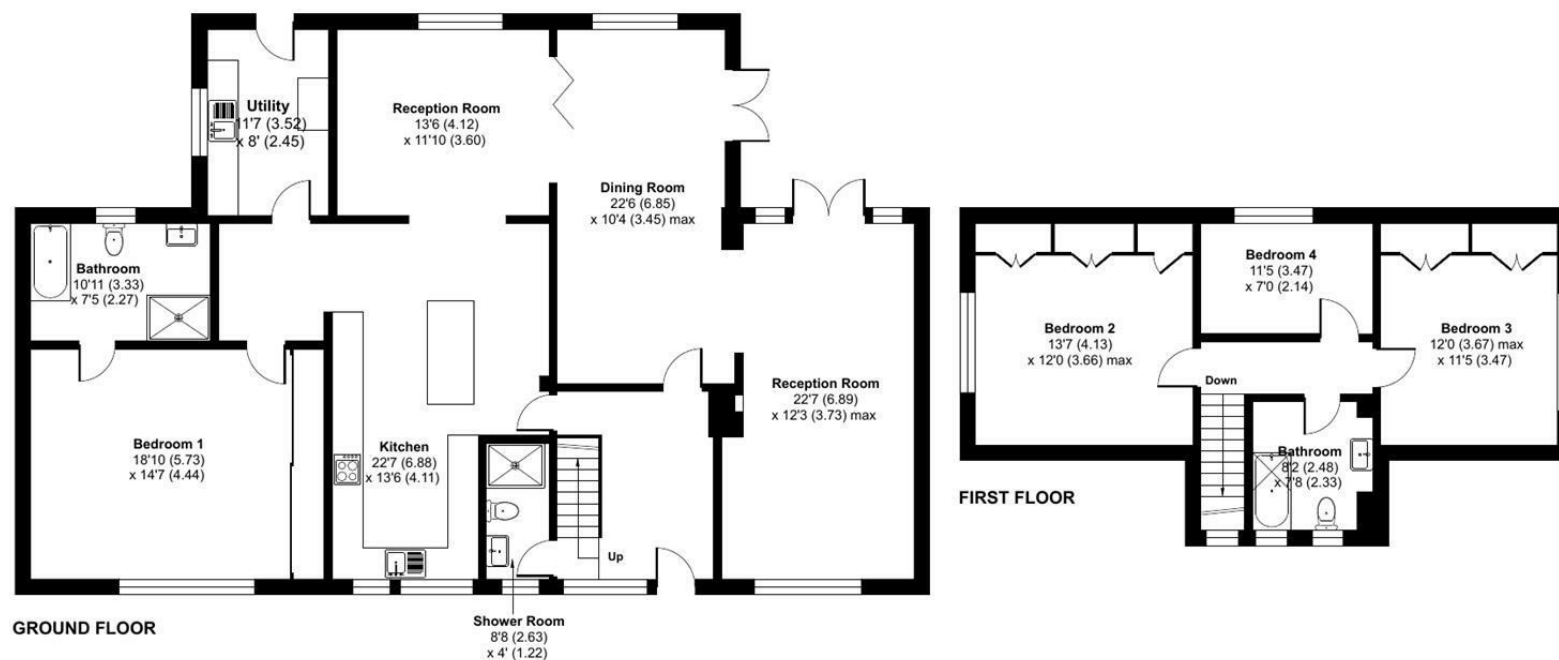 Utility
11'7 (3.52)
x 8' (2.45)
Reception Room
13'6 (4.12)
x 11'10 (3.60)
Dining Room
22'6 (6.85)
x 10'4 (3.45) max
Bathroom
10'11 (3.33)
x 7'5 (2.27)
Bedroom 1
18'10 (5.73)
x 14'7 (4.44)
Kitchen
22'7 (6.88)
x 13'6 (4.11)
Reception Room
22'7 (6.89)
x 12'3 (3.73) max
Up
Shower Room
8'8 (2.63)
x 4' (1.22)
GROUND FLOOR
Bedroom 4
11'5 (3.47)
x 7'0 (2.14)
Bedroom 2
13'7 (4.13)
x 12'0 (3.66) max
Bedroom 3
12'0 (3.67) max
x 11'5 (3.47)
Down
Bathroom
8'2 (2.48)
x 7'8 (2.33)
FIRST FLOOR